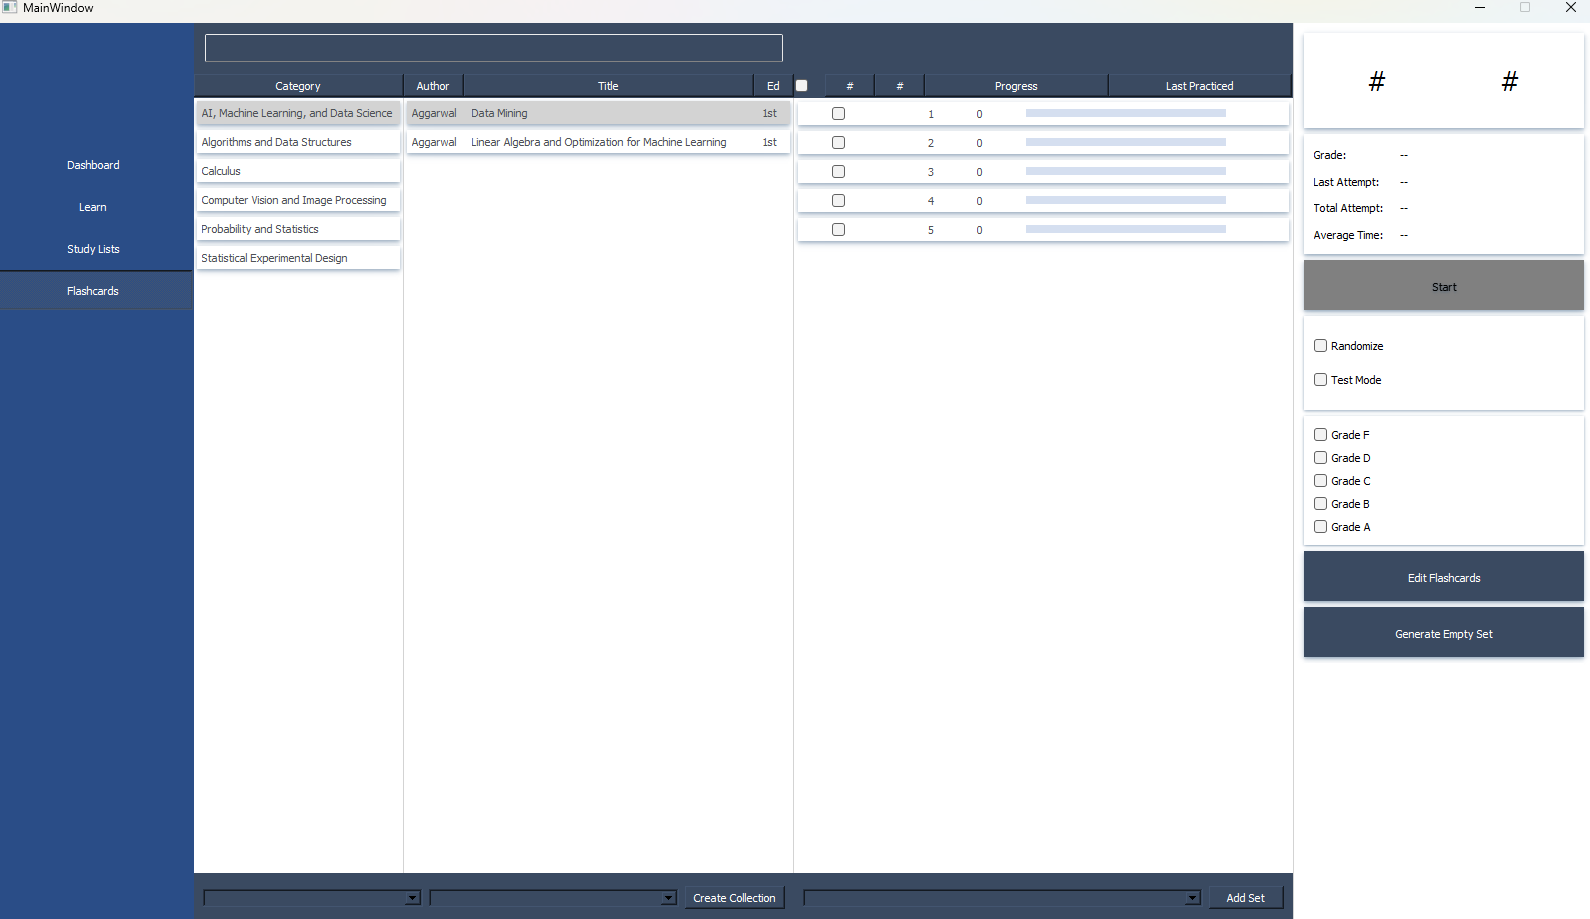 MainWindow
Dashboard
Learn
Study Lists
Flashcards
Category Author Title Ed # # Progress Last Practiced
AI, Machine Learning, and Data Science Aggarwal Data Mining 1st 1 0
Algorithms and Data Structures Aggarwal Linear Algebra and Optimization for Machine Learning 1st 2 0
Calculus 3 0
Computer Vision and Image Processing 4 0
Probability and Statistics 5 0
Statistical Experimental Design
Create Collection Add Set
# #
Grade: --
Last Attempt: --
Total Attempt: --
Average Time: --
Start
Randomize
Test Mode
Grade F
Grade D
Grade C
Grade B
Grade A
Edit Flashcards
Generate Empty Set